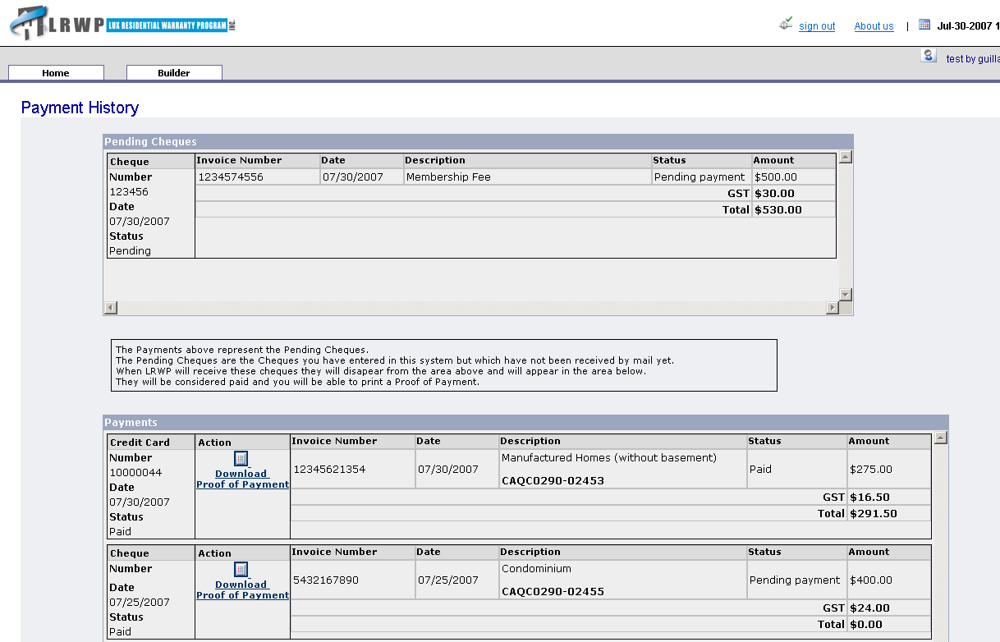 LRWP LUX RESIDENTIAL WARRANTY PROGRAM INC
sign out About us | Jul-30-2007 1
test by guilla
Home Builder
Payment History
Pending Cheques
Cheque Invoice Number Date Description Status Amount
Number 1234574556 07/30/2007 Membership Fee Pending payment $500.00
123456 GST $30.00
Date Total $530.00
07/30/2007
Status
Pending
The Payments above represent the Pending Cheques.
The Pending Cheques are the Cheques you have entered in this system but which have not been received by mail yet.
When LRWP will receive these cheques they will disapear from the area above and will appear in the area below.
They will be considered paid and you will be able to print a Proof of Payment.
Payments
Credit Card Action Invoice Number Date Description Status Amount
Number
10000044
Date
07/30/2007
Status
Paid
Download
Proof of Payment
12345621354 07/30/2007 Manufactured Homes (without basement) Paid $275.00
CAQC0290-02453
GST $16.50
Total $291.50
Cheque Action Invoice Number Date Description Status Amount
Number
Date
07/25/2007
Status
Paid
Download
Proof of Payment
5432167890 07/25/2007 Condominium Pending payment $400.00
CAQC0290-02455
GST $24.00
Total $0.00